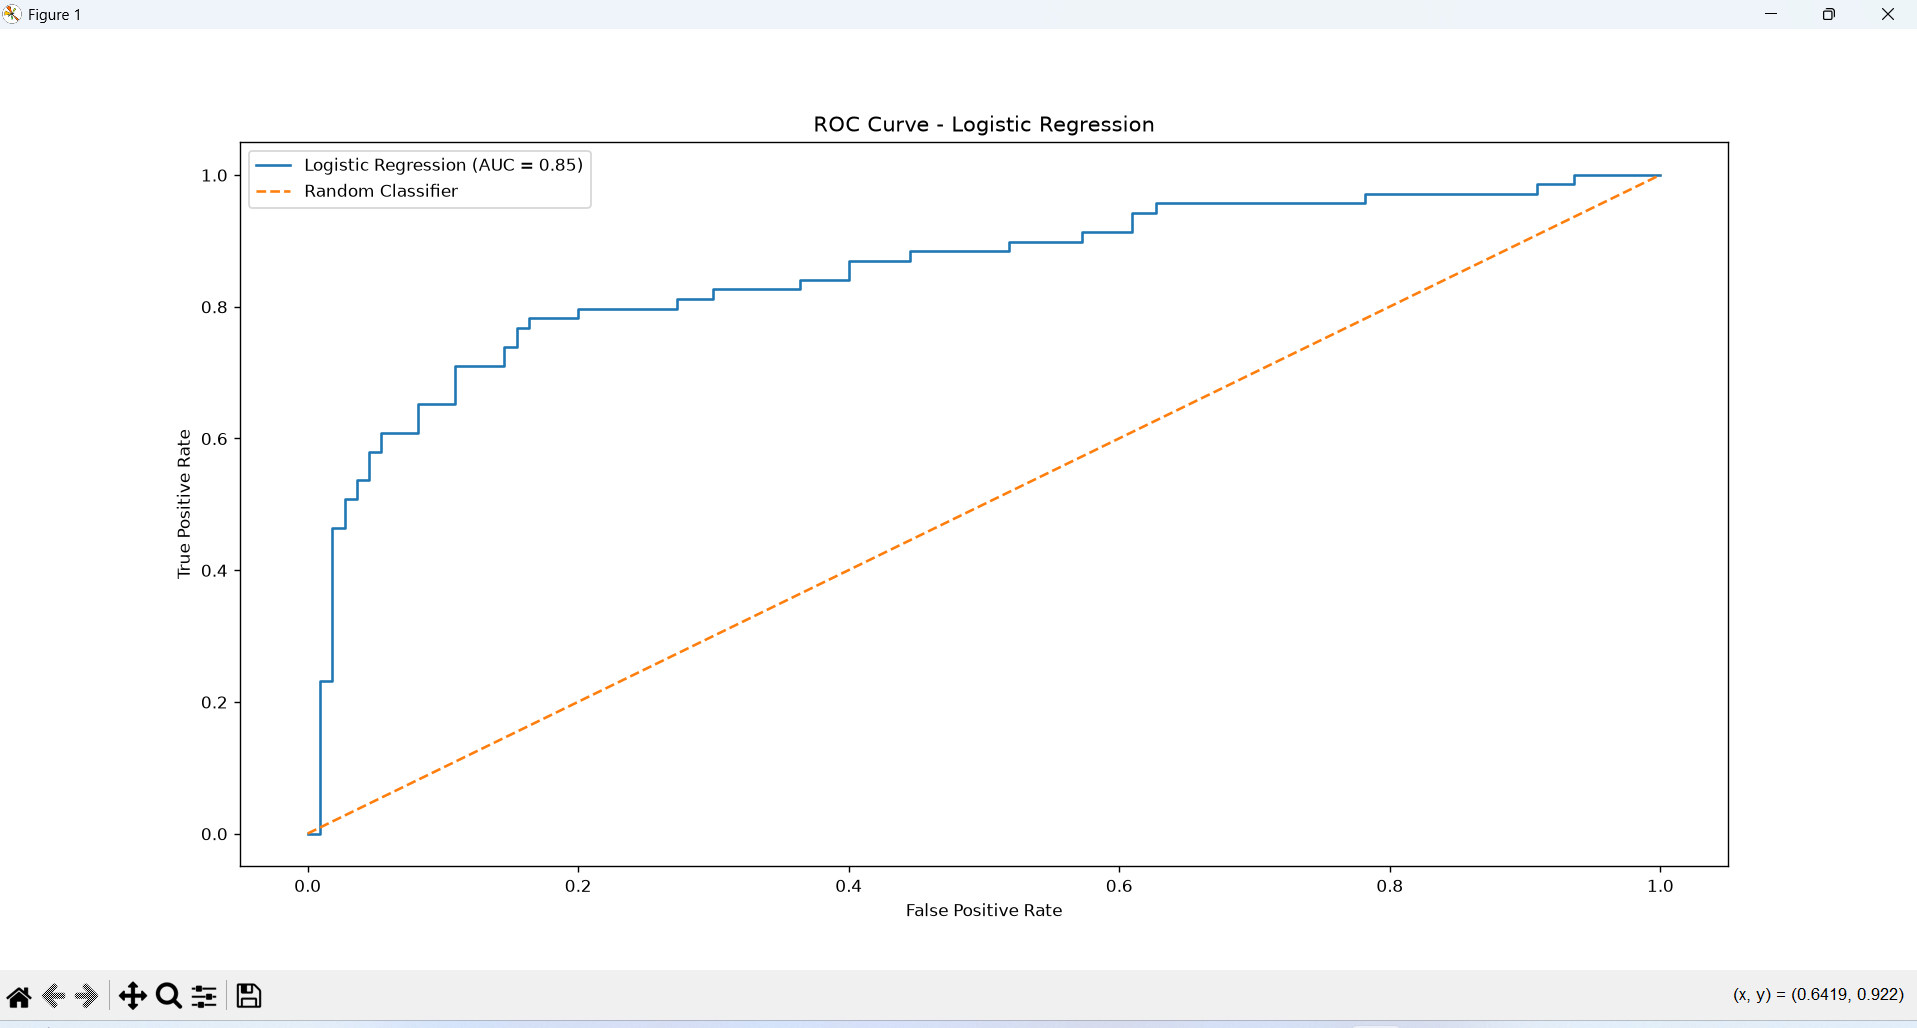 Figure 1
ROC Curve - Logistic Regression
Logistic Regression (AUC = 0.85)
Random Classifier
1.0
0.8
0.6
0.4
0.2
0.0
True Positive Rate
0.0 0.2 0.4 0.6 0.8 1.0
False Positive Rate
(x, y) = (0.6419, 0.922)